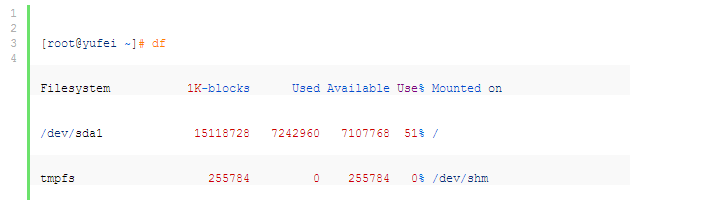 1
2
3
4
[root@yufei ~]# df
Filesystem 1K-blocks Used Available Use% Mounted on
/dev/sda1 15118728 7242960 7107768 51% /
tmpfs 255784 0 255784 0% /dev/shm